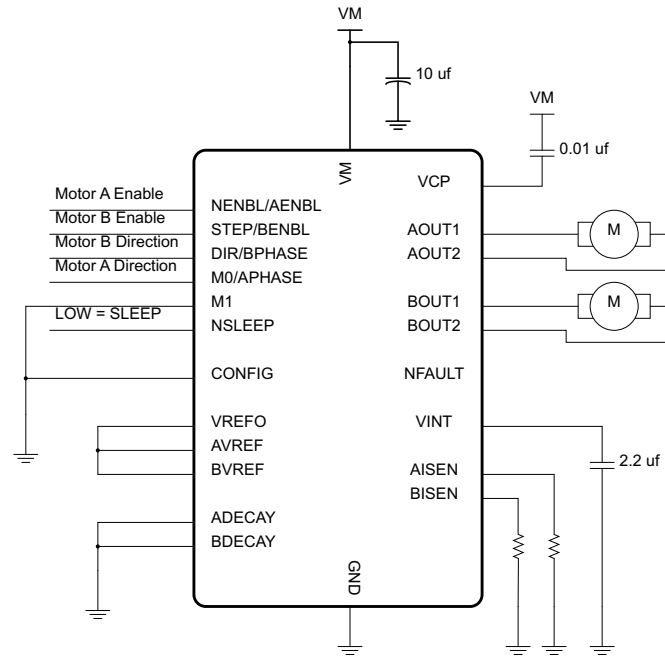 VM
10 uf
VM
0.01 uf
VM
VCP
Motor A Enable
NENBL/AENBL
Motor B Enable
STEP/BENBL
AOUT1
M
Motor B Direction
DIR/BPHASE
AOUT2
Motor A Direction
M0/APHASE
M1
BOUT1
M
LOW = SLEEP
NSLEEP
BOUT2
CONFIG
NFAULT
VREFO
VINT
AVREF
BVREF
AISEN
2.2 uf
BISEN
ADECAY
BDECAY
GND